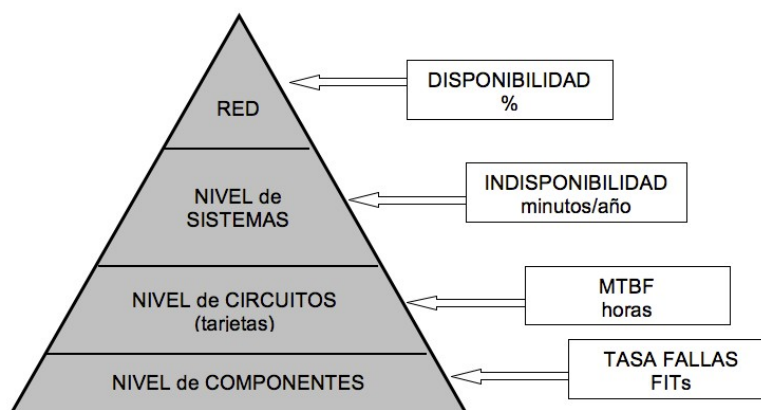 RED
DISPONIBILIDAD
%
NIVEL de
SISTEMAS
INDISPONIBILIDAD
minutos/año
NIVEL de CIRCUITOS
(tarjetas)
MTBF
horas
NIVEL de COMPONENTES
TASA FALLAS
FITs